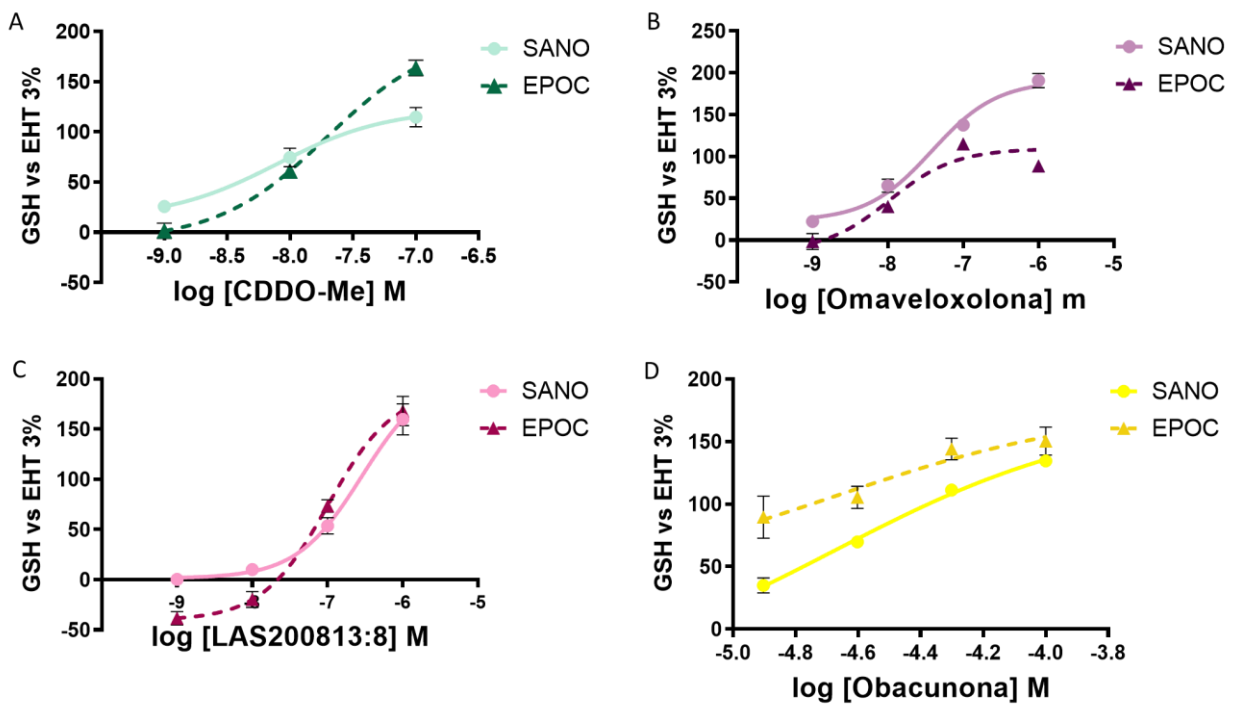 A
GSH vs EHT 3%
200
150
100
50
0
-50
-9.0
-8.5
-8.0
-7.5
-7.0
-6.5
log [CDDO-Me] M
SANO
EPOC
B
GSH vs EHT 3%
250
200
150
100
50
0
-50
-9
-8
-7
-6
-5
log [Omaveloxolona] m
SANO
EPOC
C
GSH vs EHT 3%
200
150
100
50
0
-50
-9
-8
-7
-6
-5
log [LAS200813:8] M
SANO
EPOC
D
GSH vs EHT 3%
200
150
100
50
0
-5.0
-4.8
-4.6
-4.4
-4.2
-4.0
-3.8
log [Obacunona] M
SANO
EPOC